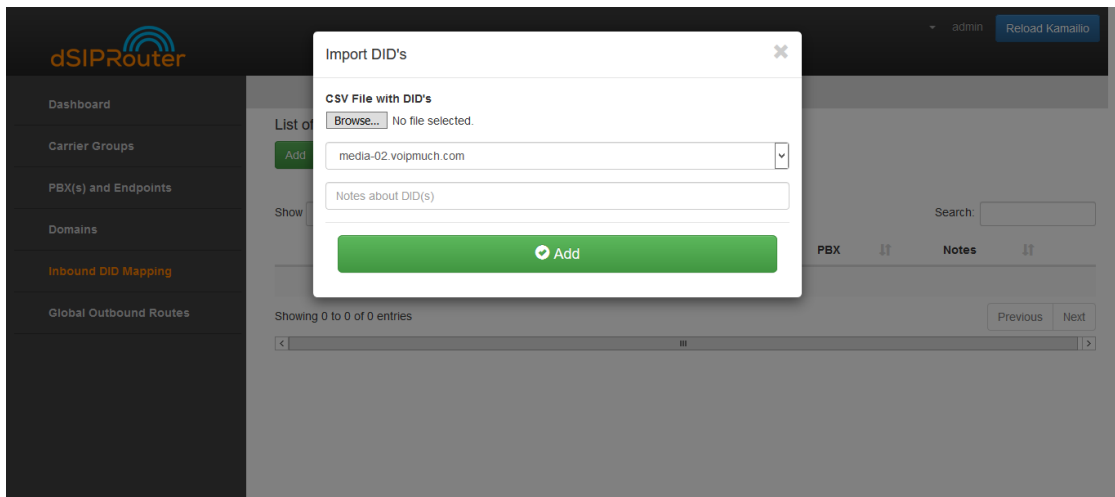 admin
Reload Kamailio
dSIPRouter
Import DID's
Dashboard
Carrier Groups
PBX(s) and Endpoints
Domains
Inbound DID Mapping
Global Outbound Routes
CSV File with DID's
Browse... No file selected.
media-02.voipmuch.com
Notes about DID(s)
Add
List of
Add
Show
Search:
PBX
Notes
Showing 0 to 0 of 0 entries
Previous
Next